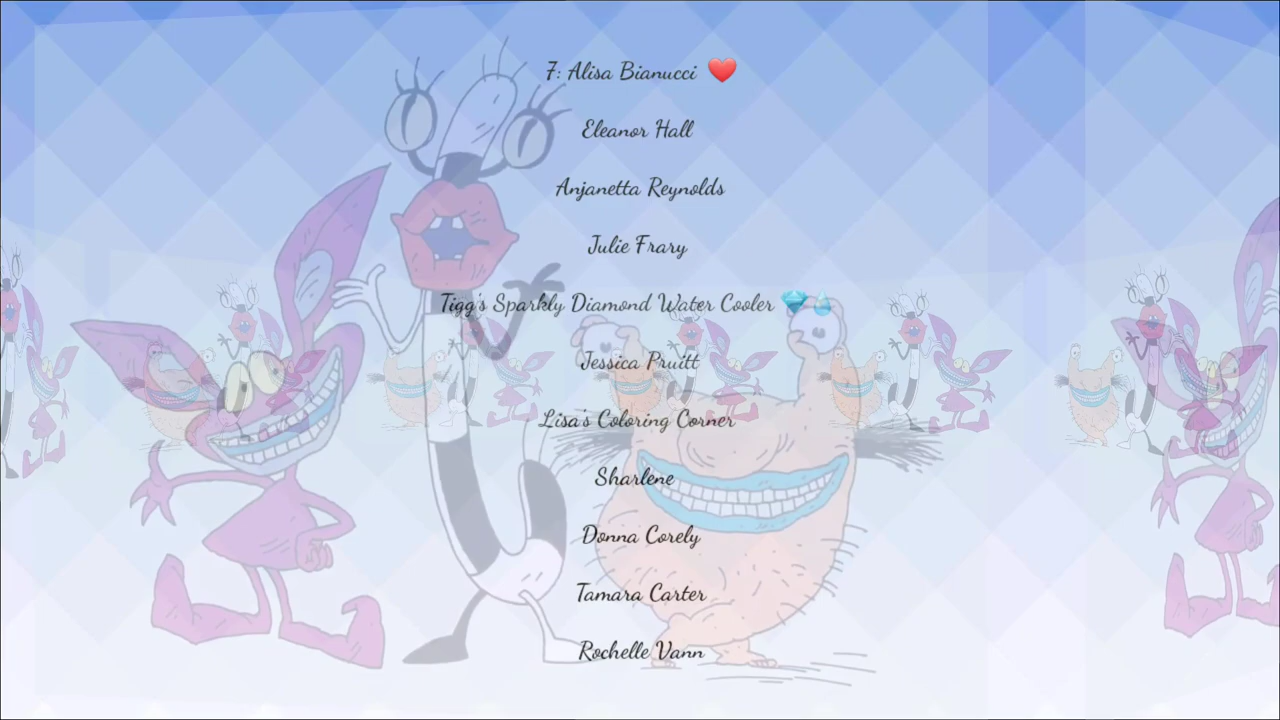 7: Alisa Bianucci ❤️
Eleanor Hall
Anjanetta Reynolds
Julie Frary
Tigg's Sparkly Diamond Water Cooler 💎💧
Jessica Pruitt
Lisa's Coloring Corner
Sharlene
Donna Corely
Tamara Carter
Rochelle Vann